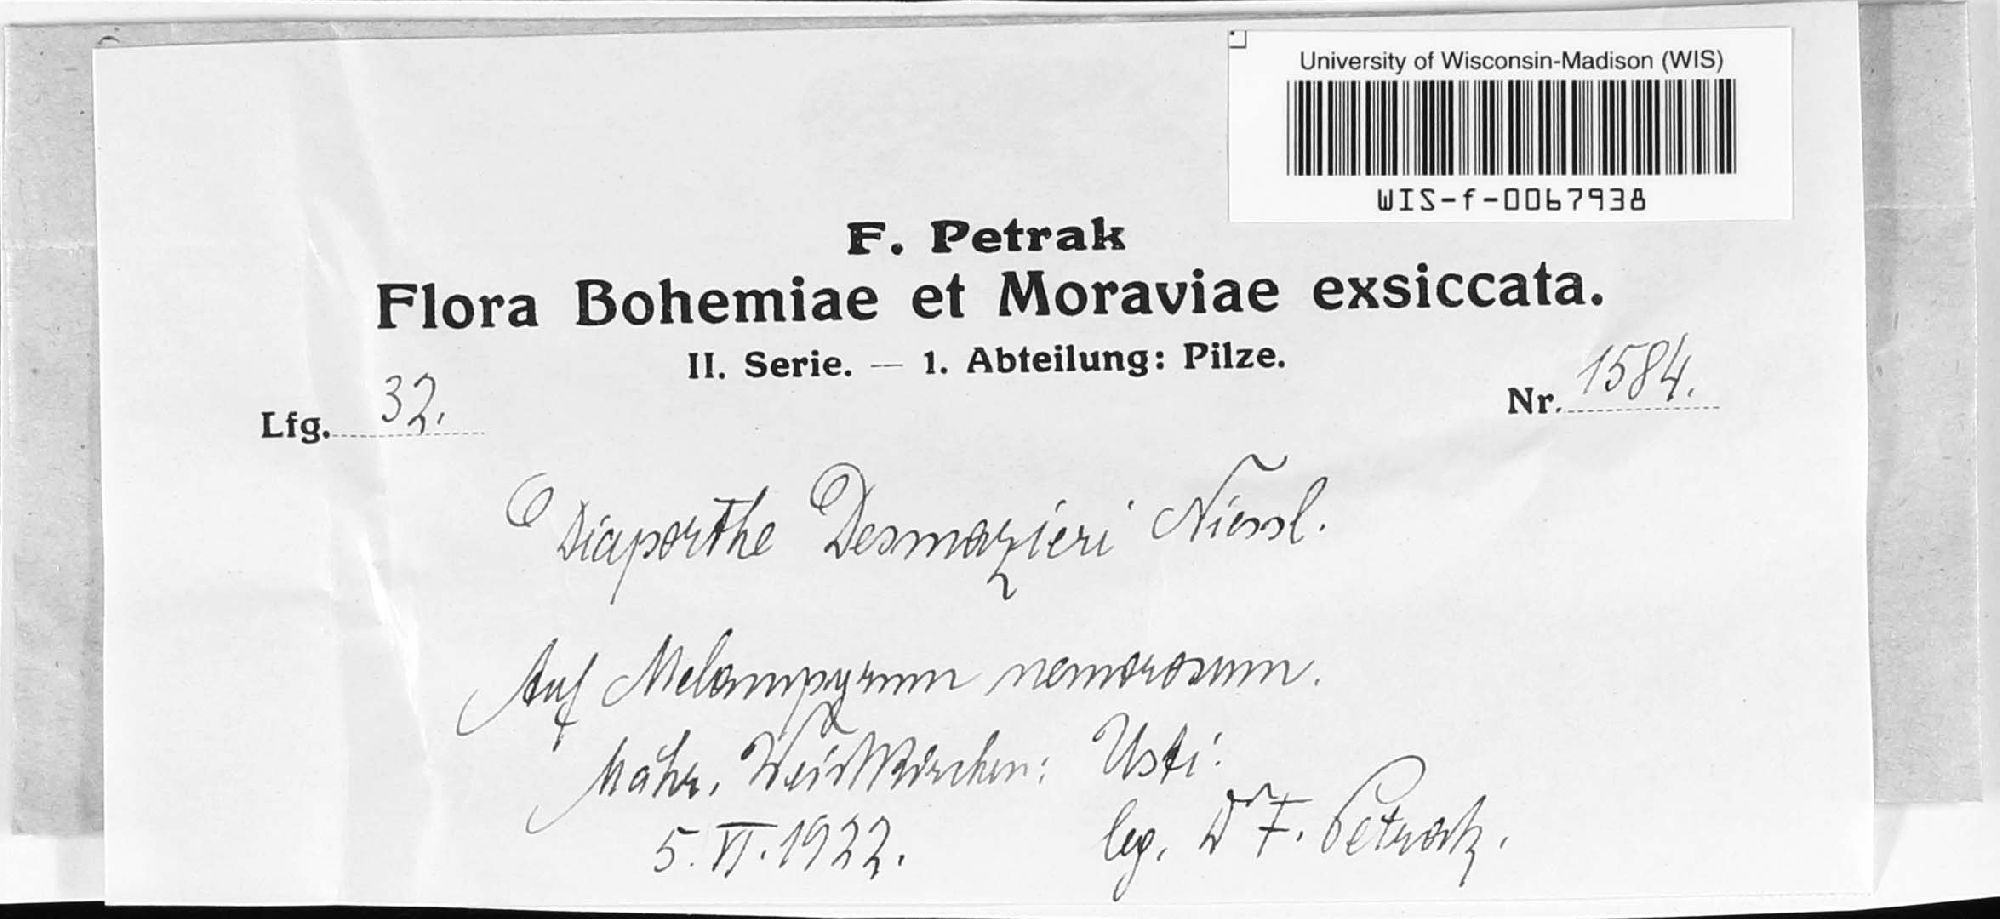 University of Wisconsin-Madison (WIS)
WIS-f-0067938
F. Petrak
Flora Bohemiae et Moraviae exsiccata.
II. Serie. — 1. Abteilung: Pilze.
Lfg. 32. Nr. 1584.
Diaporthe Desmazieri Niessl.
Auf Melampyrum nemorosum.
Mähr. Weisskirchen: Usti.
5. VI. 1922. leg. Dr F. Petrak.